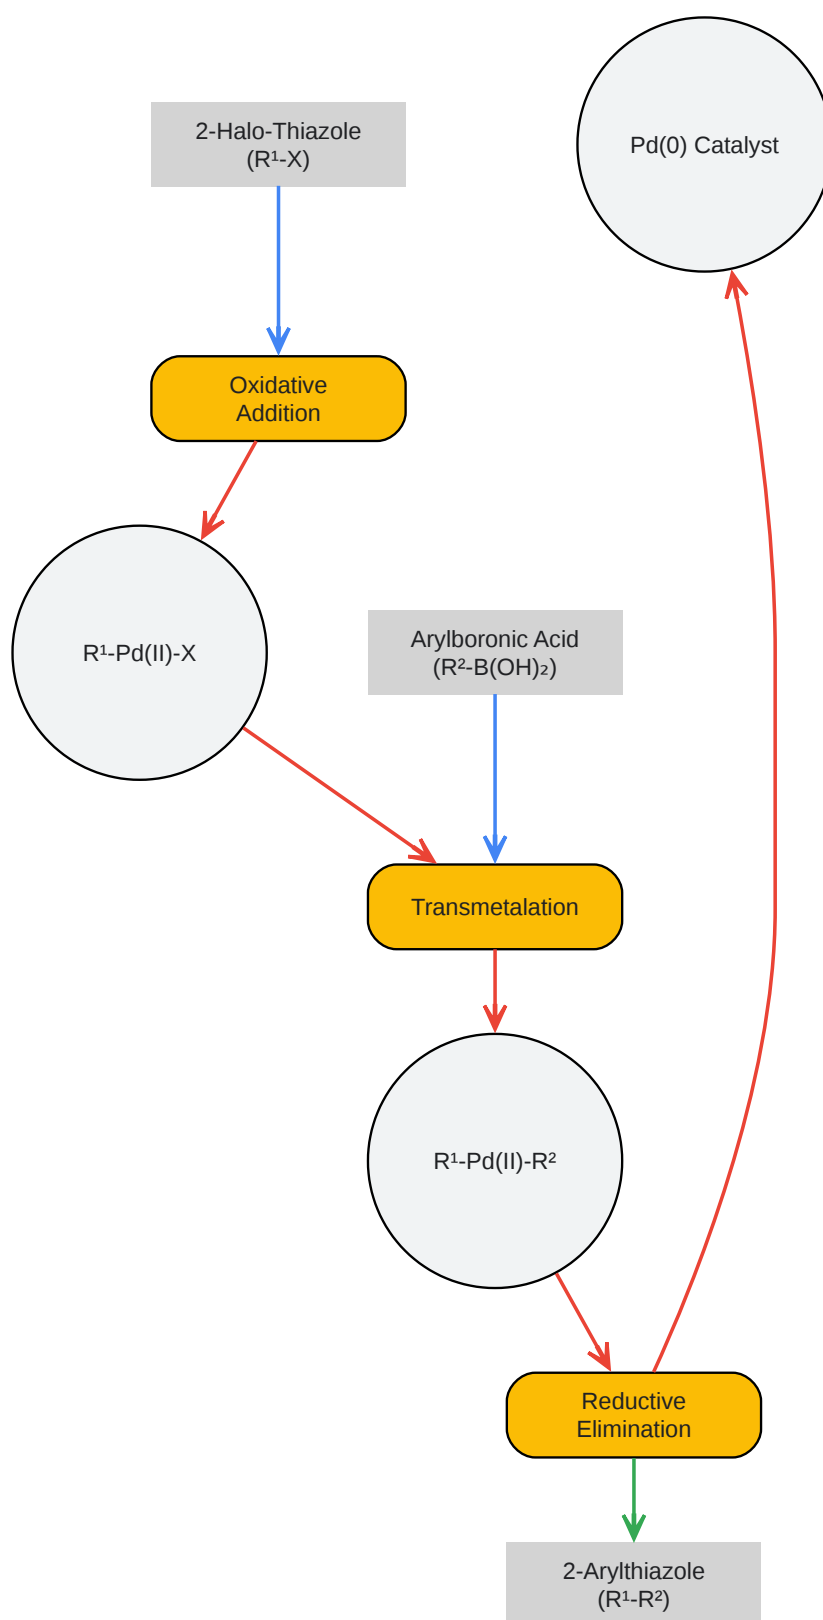 2-Halo-Thiazole
(R¹-X)
Pd(0) Catalyst
Oxidative
Addition
R¹-Pd(II)-X
Arylboronic Acid
(R²-B(OH)₂)
Transmetalation
R¹-Pd(II)-R²
Reductive
Elimination
2-Arylthiazole
(R¹-R²)